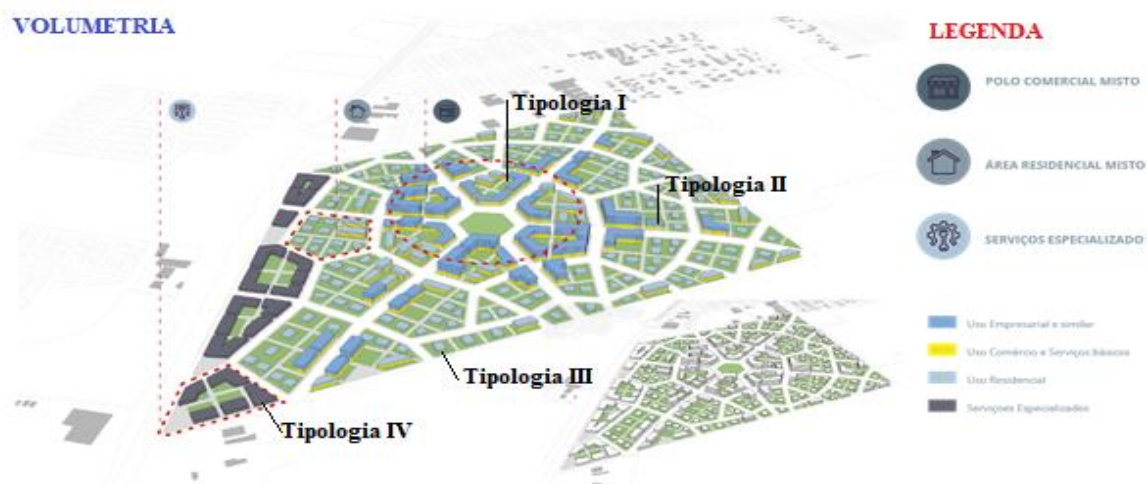 VOLUMETRIA
LEGENDA
POLO COMERCIAL MISTO
Tipologia I
ÁREA RESIDENCIAL MISTO
Tipologia II
SERVIÇOS ESPECIALIZADO
Uso Empresarial e similar
Uso Comércio e Serviços básicos
Tipologia III
Uso Residencial
Serviçoes Especializados
Tipologia IV